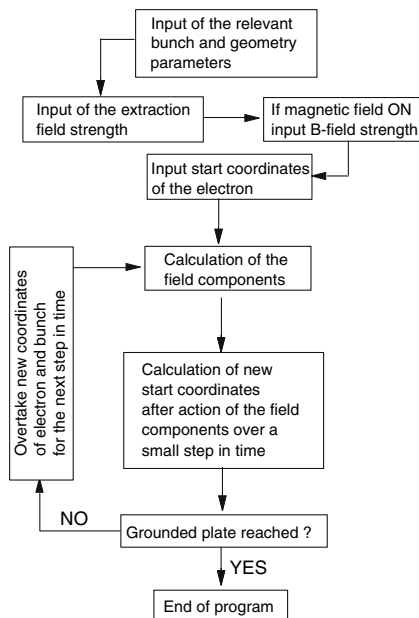 Input of the relevant
bunch and geometry
parameters
Input of the extraction
field strength
If magnetic field ON
input B-field strength
Input start coordinates
of the electron
Calculation of the
field components
Overtake new coordinates
of electron and bunch
for the next step in time
Calculation of new
start coordinates
after action of the field
components over a
small step in time
NO
Grounded plate reached ?
YES
End of program